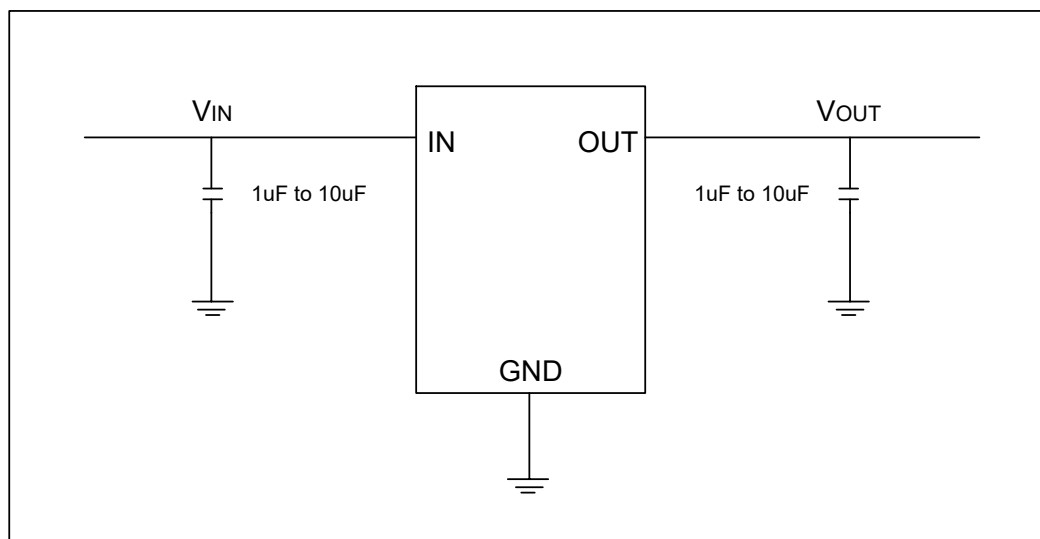 VIN
VOUT
IN
OUT
1uF to 10uF
1uF to 10uF
GND